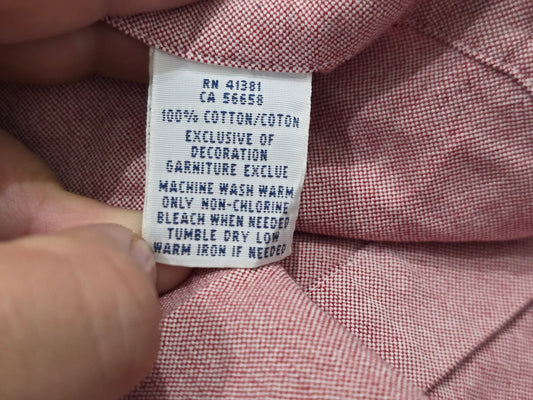 RN 41381
CA 56658
100% COTTON/COTON
EXCLUSIVE OF
DECORATION
GARNITURE EXCLUE
MACHINE WASH WARM
ONLY NON-CHLORINE
BLEACH WHEN NEEDED
TUMBLE DRY LOW
WARM IRON IF NEEDED